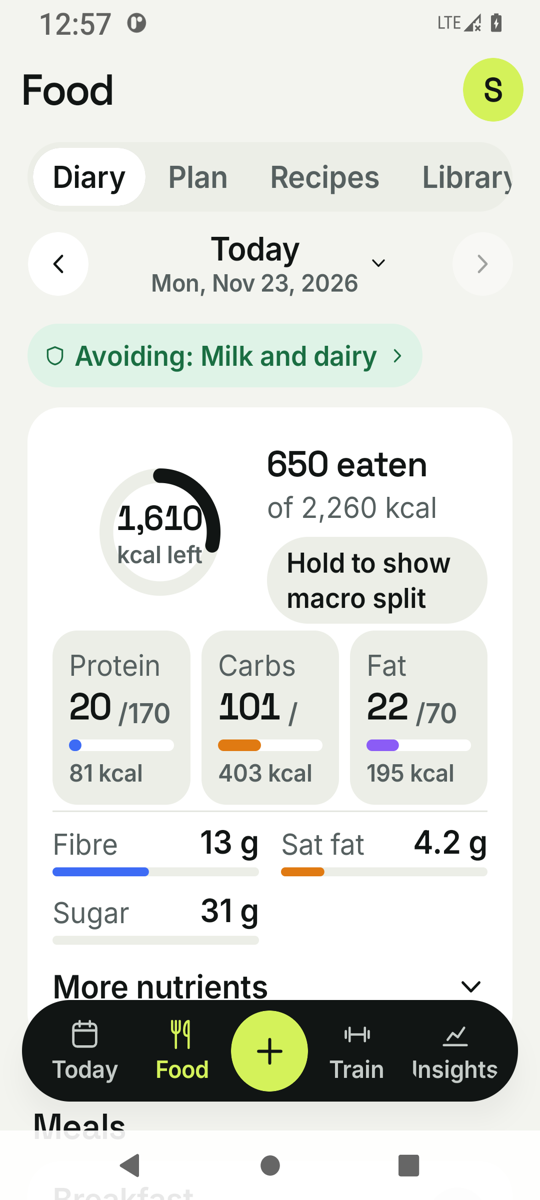 12:57
LTE
Food
S
Diary
Plan
Recipes
Library
Today
Mon, Nov 23, 2026
Avoiding: Milk and dairy
1,610
kcal left
650 eaten
of 2,260 kcal
Hold to show
macro split
Protein
20 /170
81 kcal
Carbs
101 /
403 kcal
Fat
22 /70
195 kcal
Fibre
13 g
Sat fat
4.2 g
Sugar
31 g
More nutrients
Today
Food
Train
Insights
Meals
Breakfast